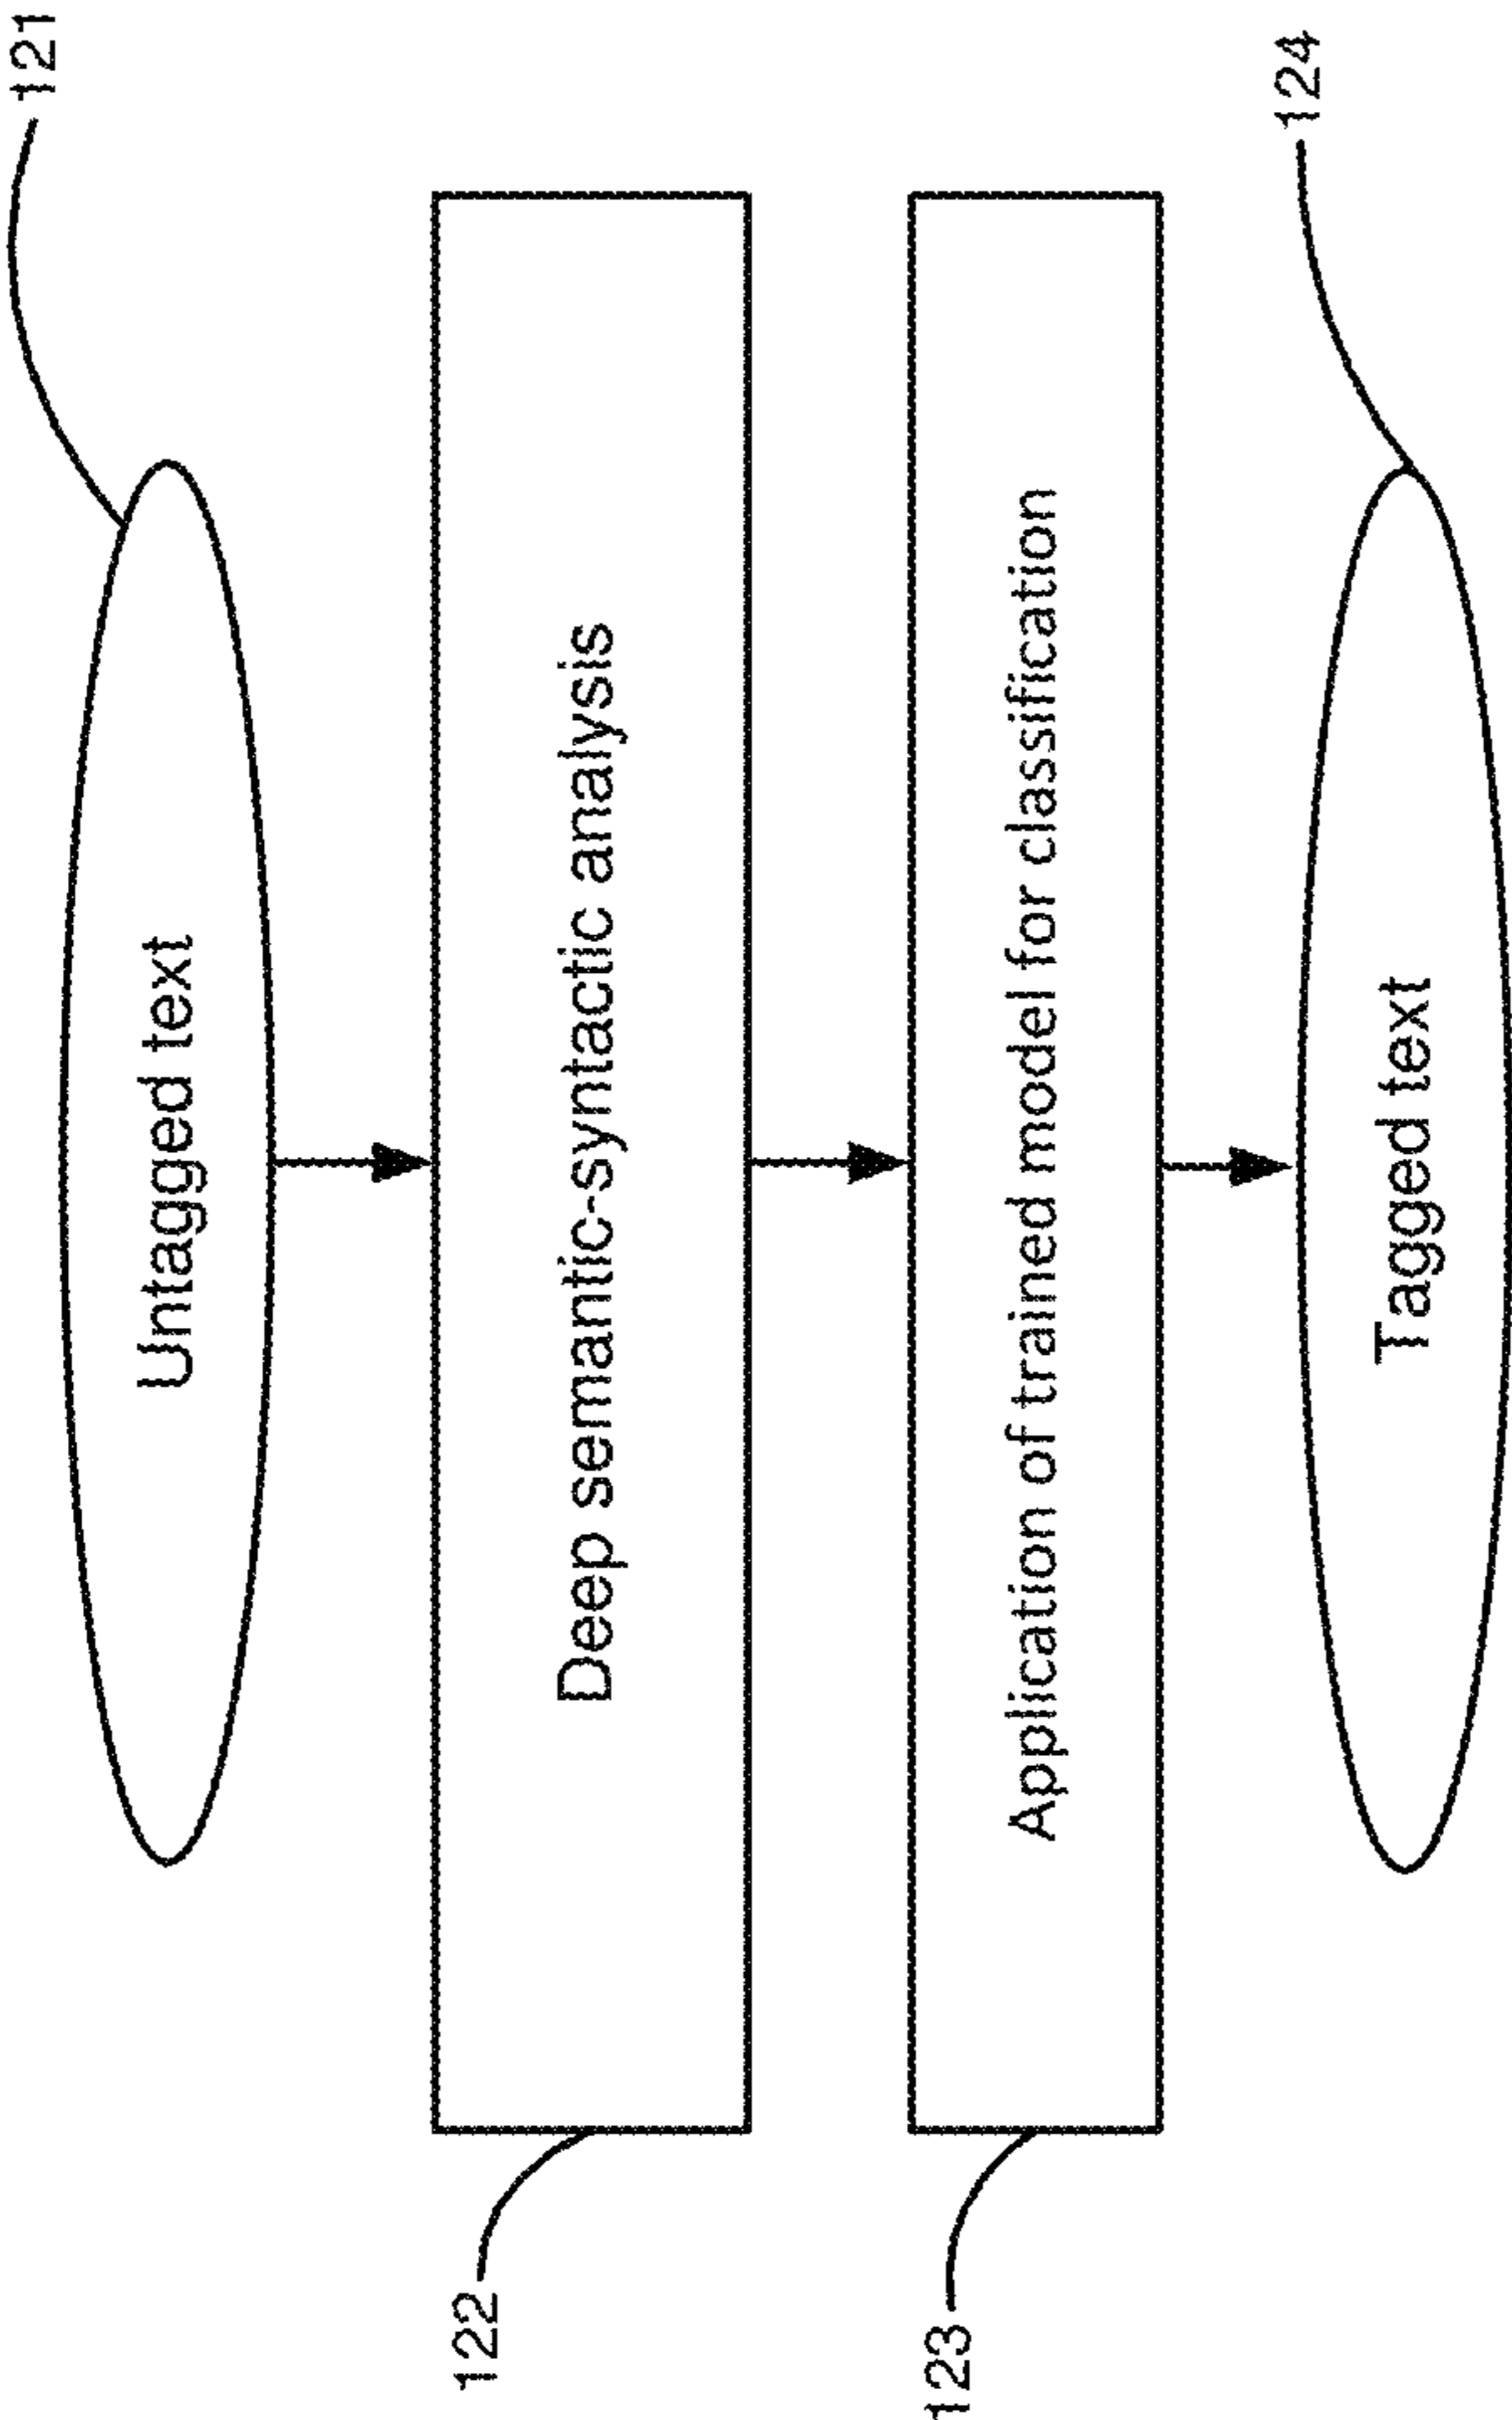 Untagged text
121
Deep semantic-syntactic analysis
122
Application of trained model for classification
123
Tagged text
124